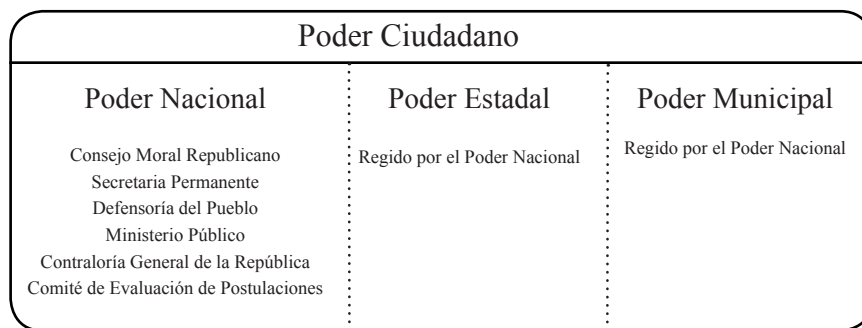 Poder Ciudadano
Poder Nacional
Consejo Moral Republicano
Secretaria Permanente
Defensoría del Pueblo
Ministerio Público
Contraloría General de la República
Comité de Evaluación de Postulaciones
Poder Estadal
Regido por el Poder Nacional
Poder Municipal
Regido por el Poder Nacional